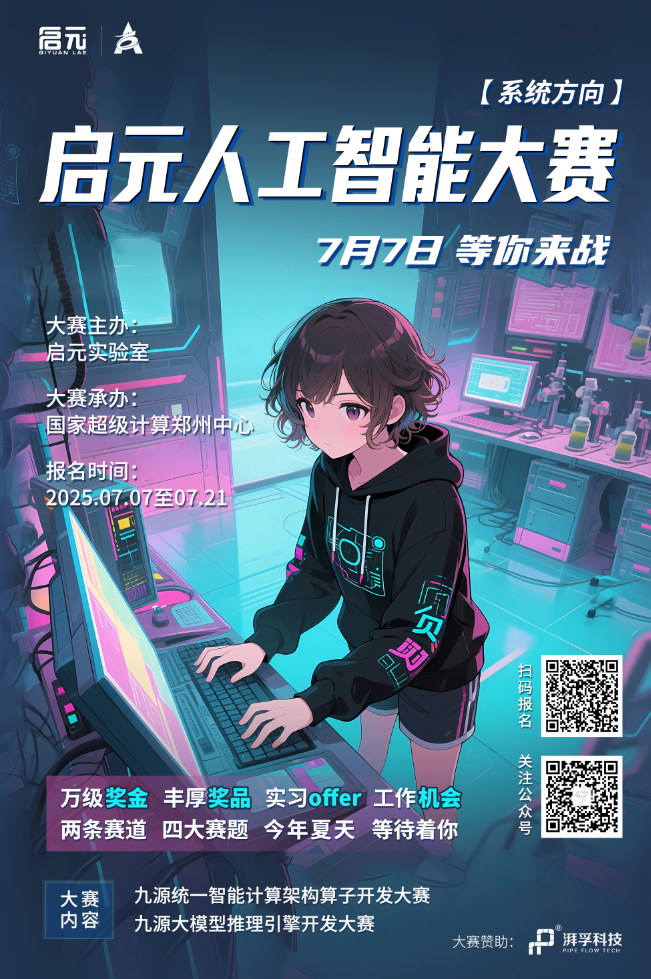 启元
QIYUAN LAB
【系统方向】
启元人工智能大赛
7月7日 等你来战
大赛主办：
启元实验室
大赛承办：
国家超级计算郑州中心
报名时间：
2025.07.07至07.21
扫码报名
关注公众号
万级奖金 丰厚奖品 实习offer 工作机会
两条赛道 四大赛题 今年夏天 等待着你
大赛
内容
九源统一智能计算架构算子开发大赛
九源大模型推理引擎开发大赛
大赛赞助：
湃孚科技
PIPE FLOW TECH